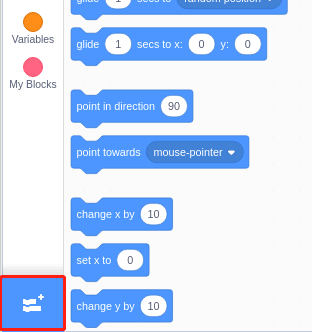 glide 1 secs to random position
Variables
glide 1 secs to x: 0 y: 0
My Blocks
point in direction 90
point towards mouse-pointer
change x by 10
set x to 0
change y by 10